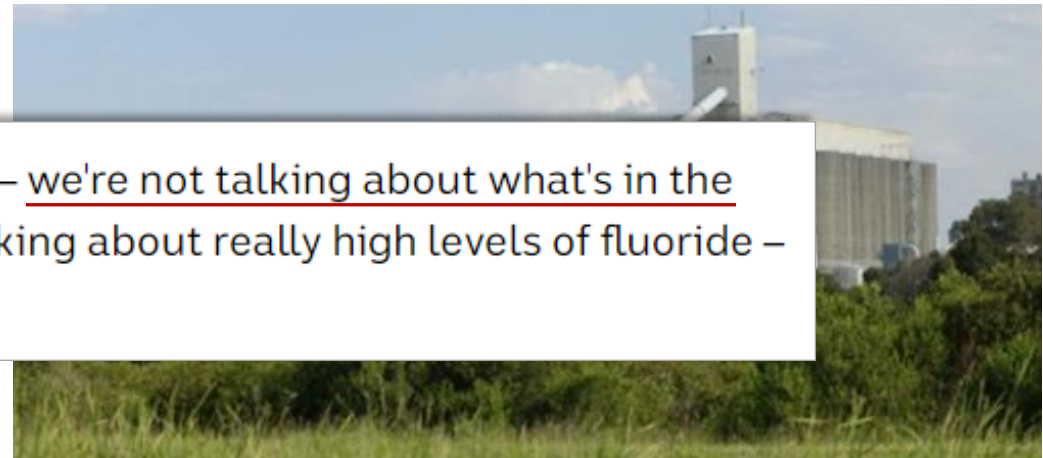 – we're not talking about what's in the
king about really high levels of fluoride –